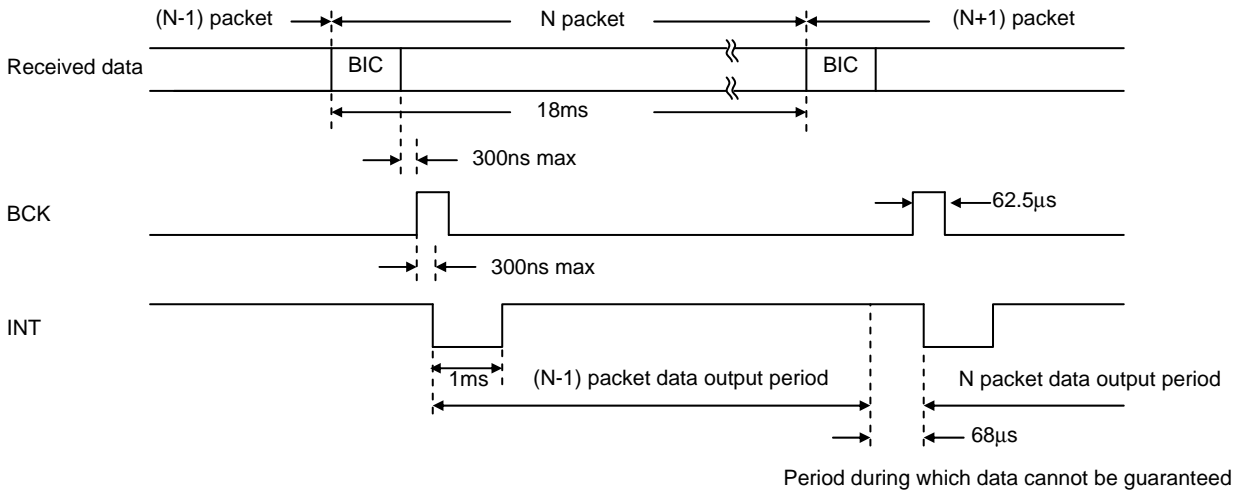 (N-1) packet
N packet
(N+1) packet
Received data
BIC
BIC
18ms
300ns max
BCK
62.5μs
300ns max
INT
1ms
(N-1) packet data output period
N packet data output period
68μs
Period during which data cannot be guaranteed